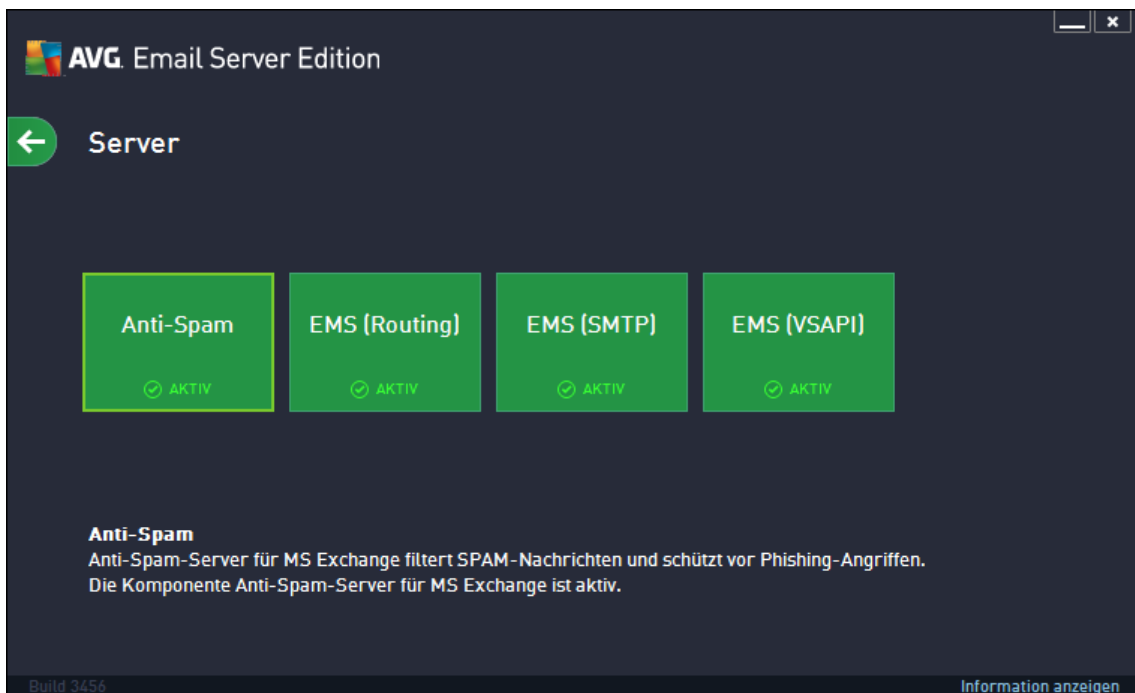 AVG. Email Server Edition
Server
Anti-Spam
AKTIV
EMS (Routing)
AKTIV
EMS (SMTP)
AKTIV
EMS (VSAPI)
AKTIV
Anti-Spam
Anti-Spam-Server für MS Exchange filtert SPAM-Nachrichten und schützt vor Phishing-Angriffen.
Die Komponente Anti-Spam-Server für MS Exchange ist aktiv.
Build 3456
Information anzeigen